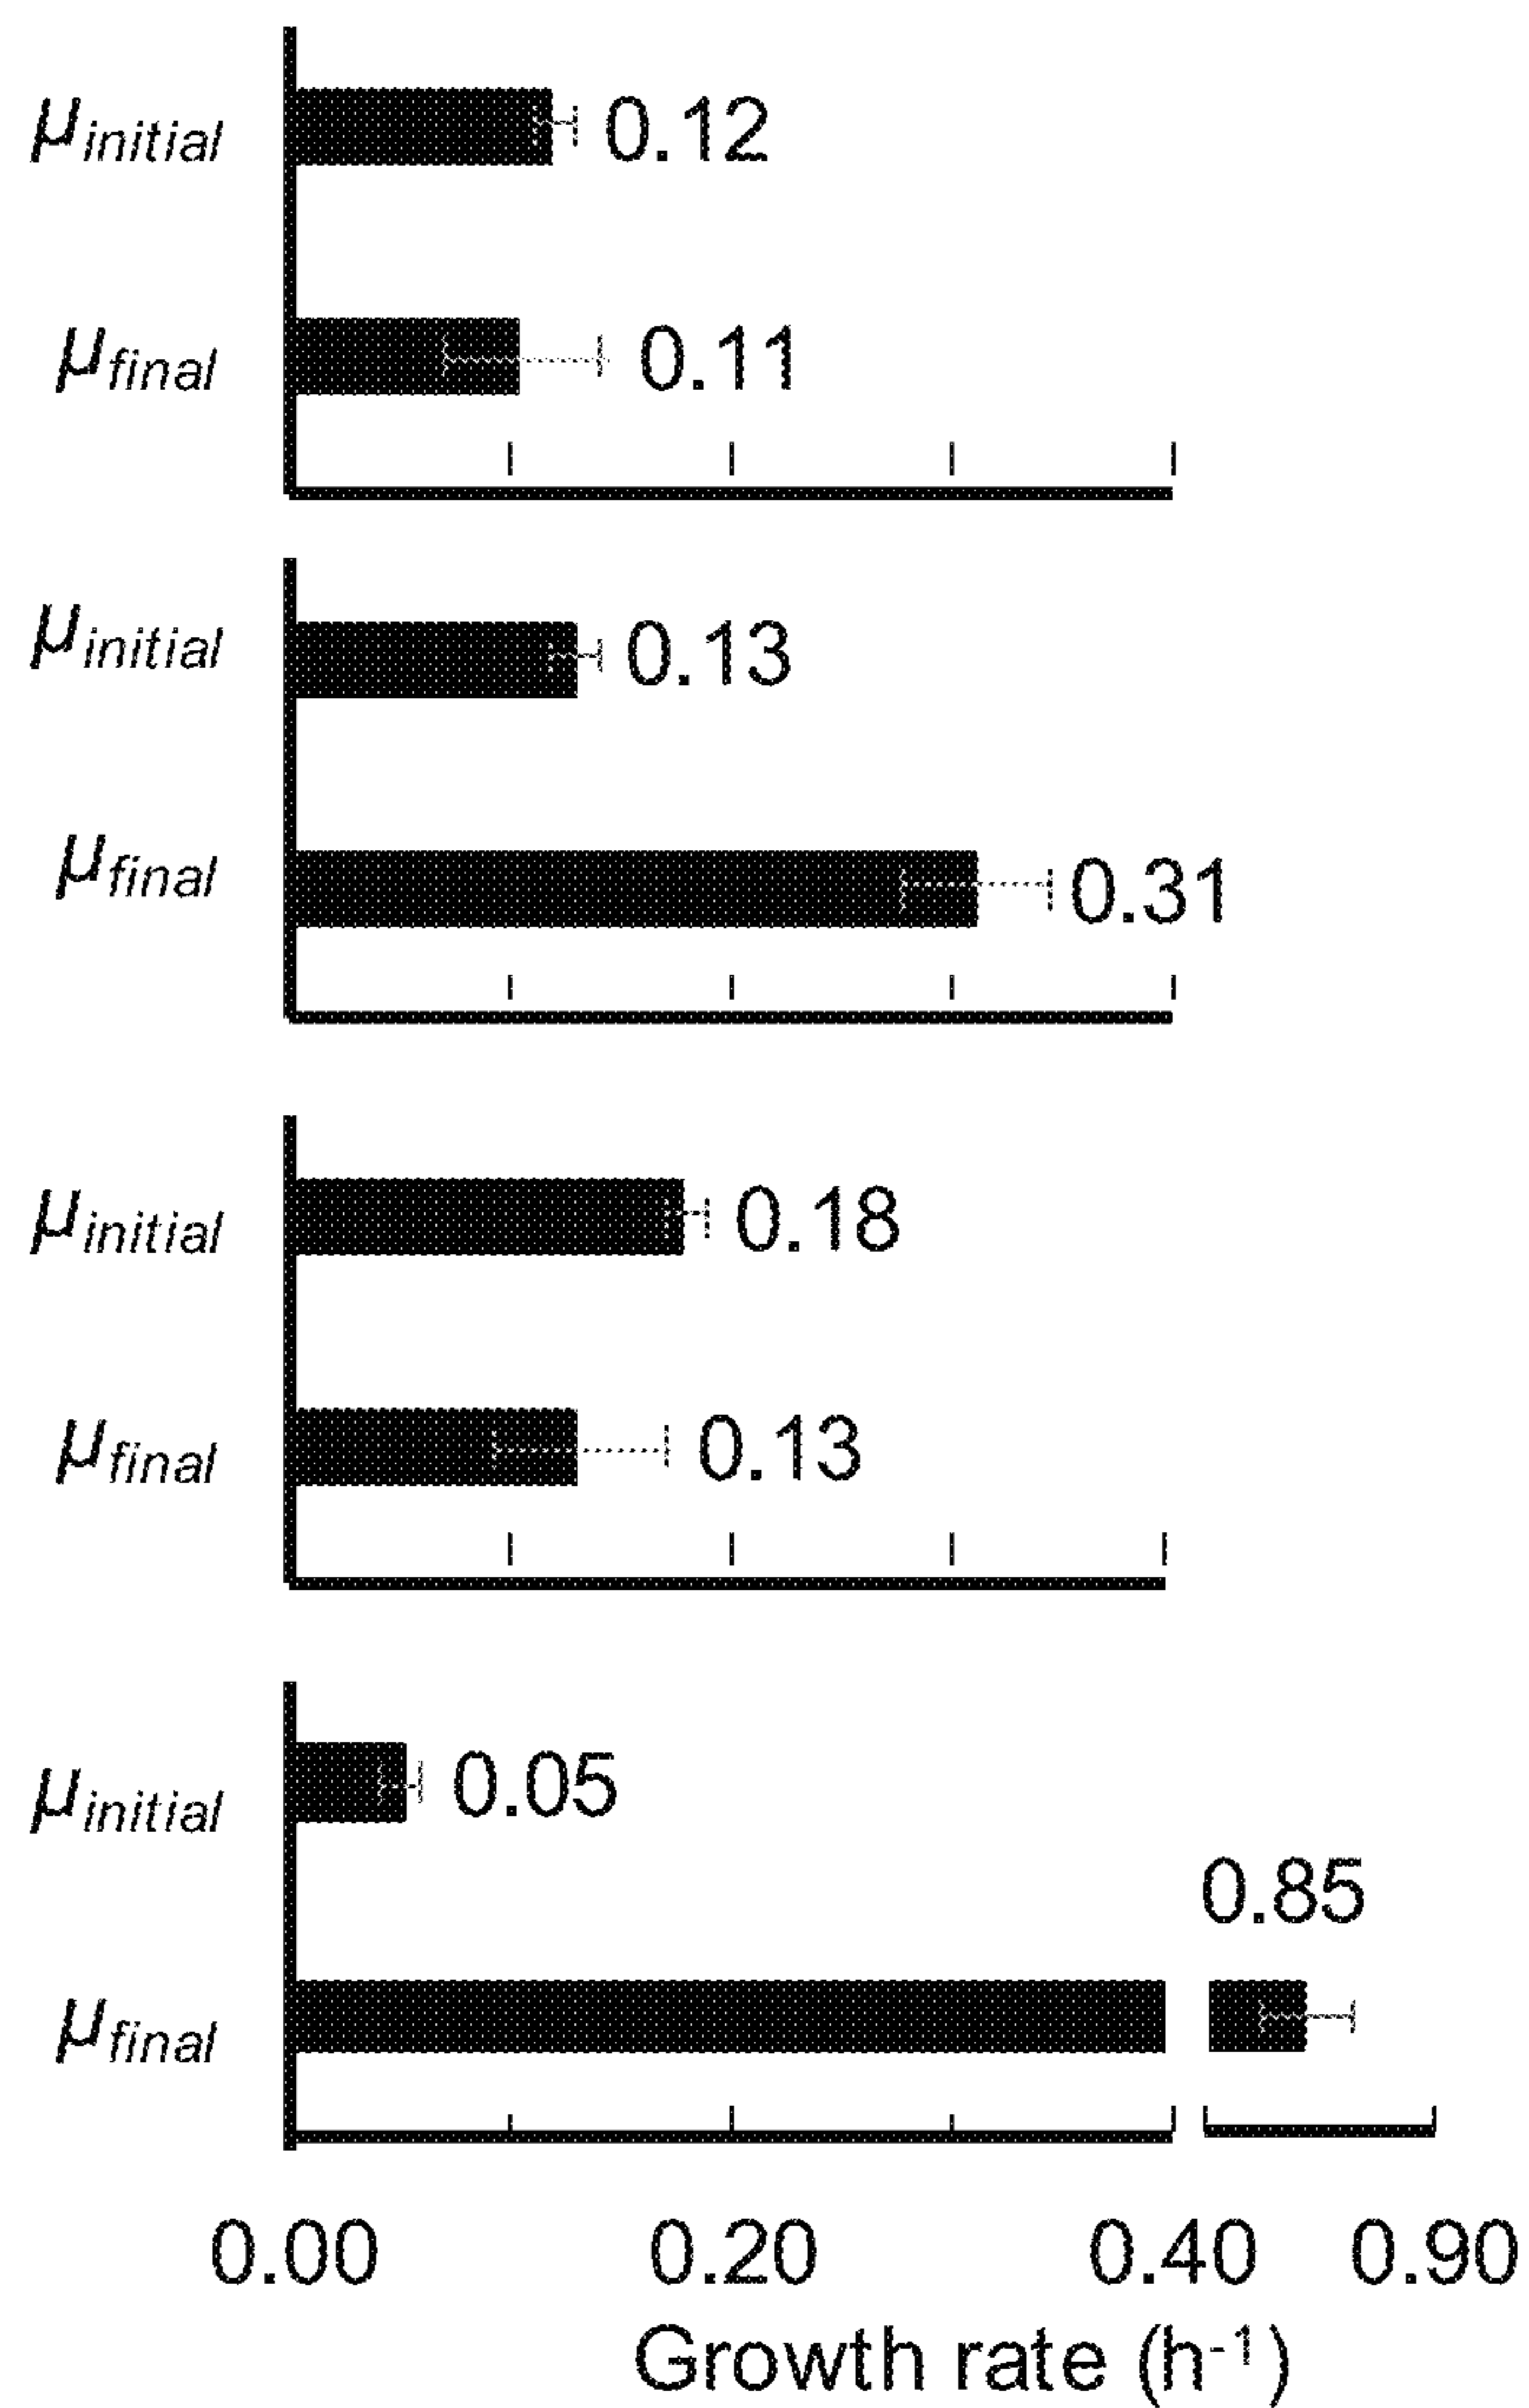 μinitial 0.12
μfinal 0.11
μinitial 0.13
μfinal 0.31
μinitial 0.18
μfinal 0.13
μinitial 0.05
0.85
μfinal
0.00 0.20 0.40 0.90
Growth rate (h⁻¹)